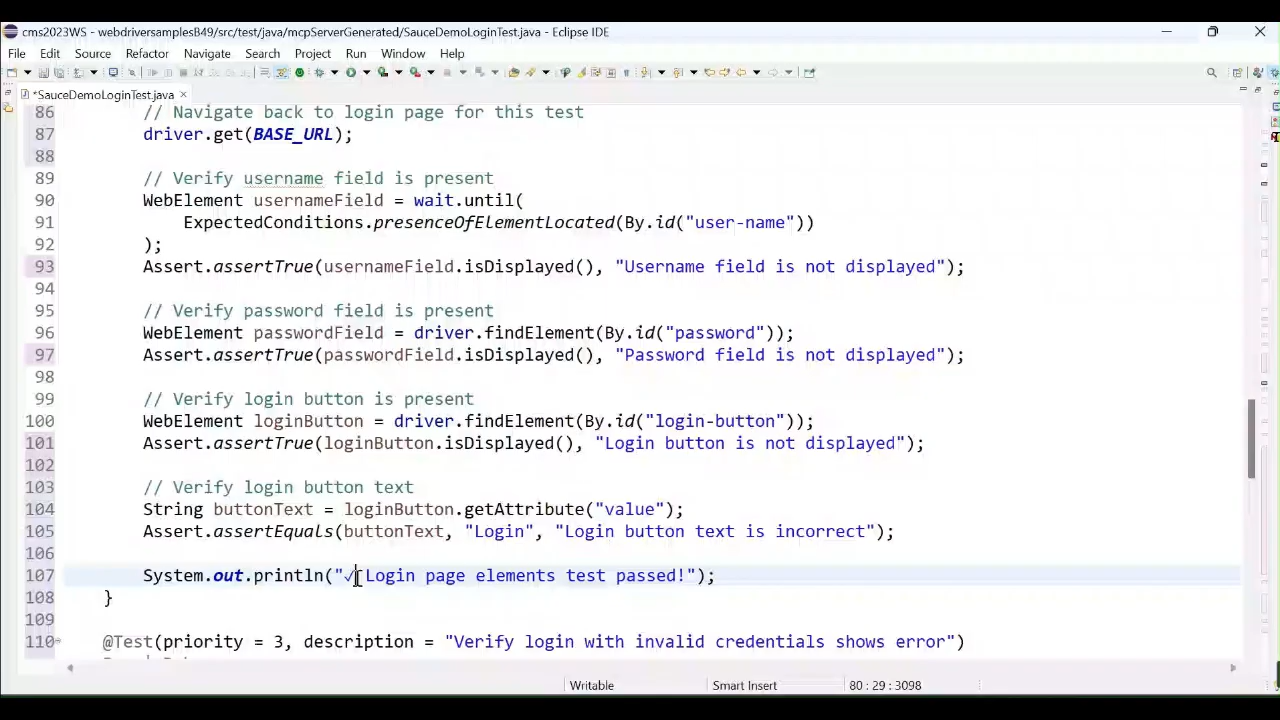 cms2023WS - webdriversamplesB49/src/test/java/mcpServerGenerated/SauceDemoLoginTest.java - Eclipse IDE
File Edit Source Refactor Navigate Search Project Run Window Help
*SauceDemoLoginTest.java
86 // Navigate back to login page for this test
87 driver.get(BASE_URL);
88
89 // Verify username field is present
90 WebElement usernameField = wait.until(
91 ExpectedConditions.presenceOfElementLocated(By.id("user-name"))
92 );
93 Assert.assertTrue(usernameField.isDisplayed(), "Username field is not displayed");
94
95 // Verify password field is present
96 WebElement passwordField = driver.findElement(By.id("password"));
97 Assert.assertTrue(passwordField.isDisplayed(), "Password field is not displayed");
98
99 // Verify login button is present
100 WebElement loginButton = driver.findElement(By.id("login-button"));
101 Assert.assertTrue(loginButton.isDisplayed(), "Login button is not displayed");
102
103 // Verify login button text
104 String buttonText = loginButton.getAttribute("value");
105 Assert.assertEquals(buttonText, "Login", "Login button text is incorrect");
106
107 System.out.println("✓ Login page elements test passed!");
108 }
109
110 @Test(priority = 3, description = "Verify login with invalid credentials shows error")
Writable Smart Insert 80 : 29 : 3098